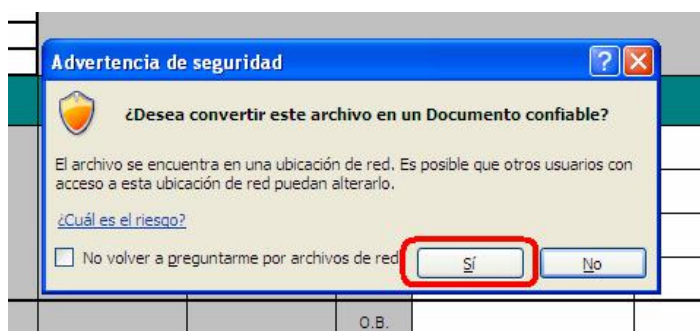 Advertencia de seguridad
¿Desea convertir este archivo en un Documento confiable?
El archivo se encuentra en una ubicación de red. Es posible que otros usuarios con
acceso a esta ubicación de red puedan alterarlo.
¿Cuál es el riesgo?
No volver a preguntarme por archivos de red
Sí
No
O.B.